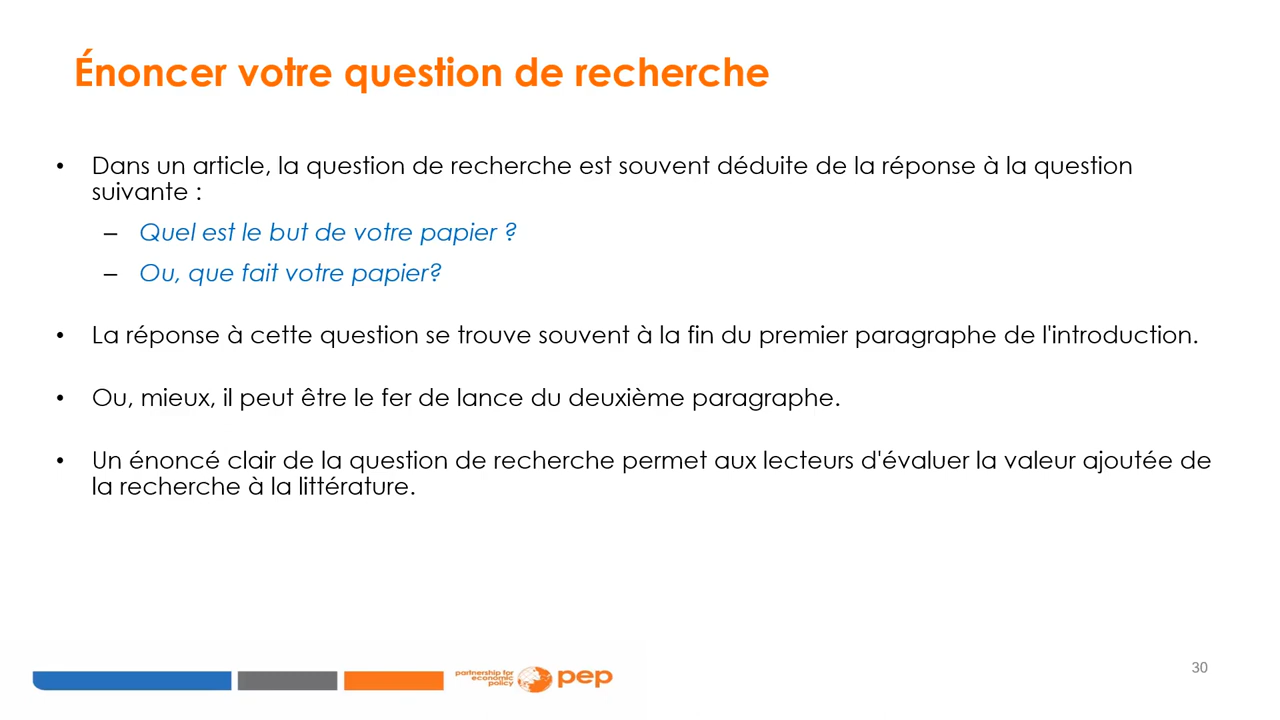 Énoncer votre question de recherche
• Dans un article, la question de recherche est souvent déduite de la réponse à la question
suivante :
– Quel est le but de votre papier ?
– Ou, que fait votre papier?
• La réponse à cette question se trouve souvent à la fin du premier paragraphe de l'introduction.
• Ou, mieux, il peut être le fer de lance du deuxième paragraphe.
• Un énoncé clair de la question de recherche permet aux lecteurs d'évaluer la valeur ajoutée de
la recherche à la littérature.
partnership for
economic
policy
pep
30